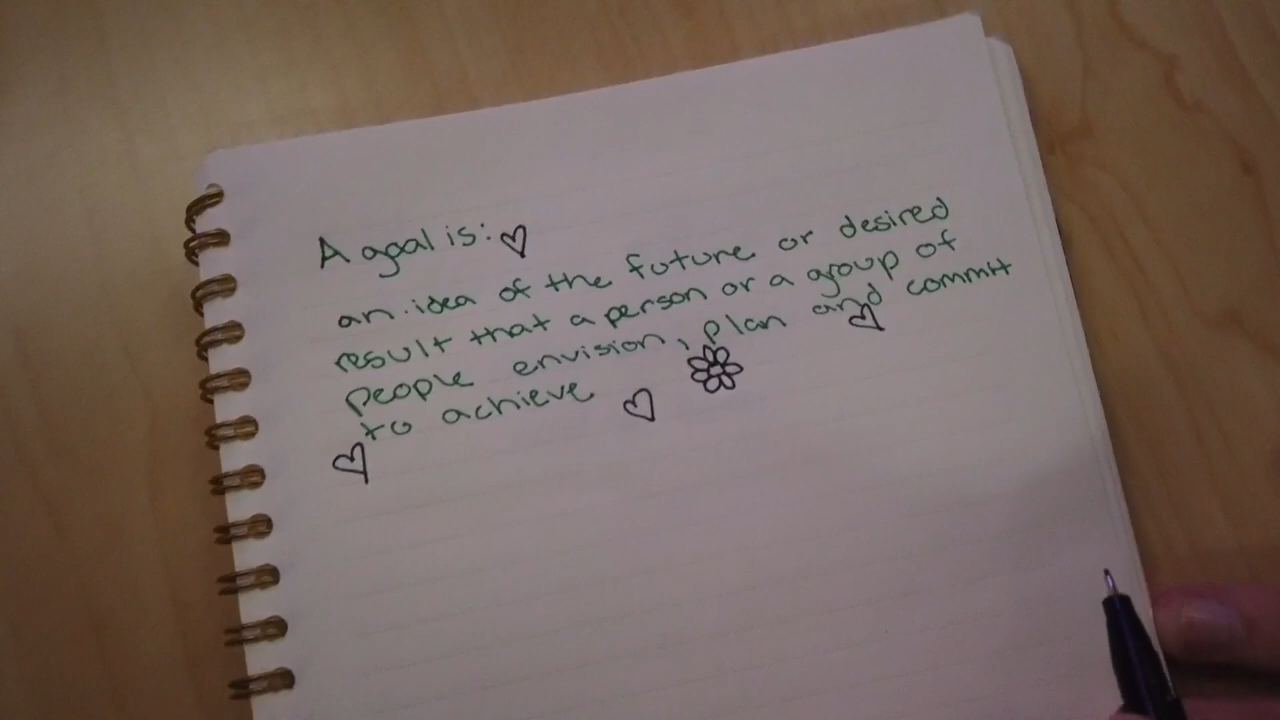 A goal is:
an idea of the future or desired
result that a person or a group of
people envision, plan and committ
to achieve